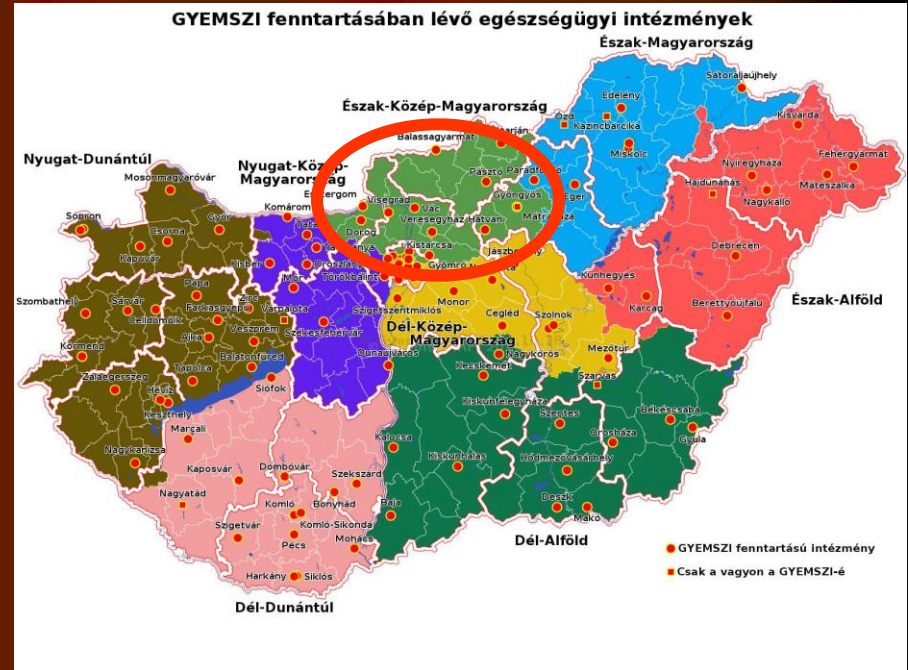 GYEMSZI fenntartásában lévő egészségügyi intézmények
Észak-Magyarország
Sátoraljaújhely
Edelény
Észak-Közép-Magyarország
Ózd
Kazincbarcika
Kisvárda
Balassagyarmat
Miskolc
Nyugat-Dunántúl
Nyugat-Közép-
Magyarország
Fehérgyarmat
Nyíregyháza
Mosonmagyaróvár
Pásztó
Parádfürdő
Mátészalka
Eger
Nagykálló
Hajdúnánás
Esztergom
Visegrád
Gyöngyös
Mátraháza
Komárom
Vác
Sopron
Győr
Tata
Dorog
Veresegyház
Hatvan
Csorna
Kapuvár
Kistarcsa
Debrecen
Kisbér
Oroszlány
Törökbálint
Gyömrő
Jászberény
Mór
Kunhegyes
Szombathely
Sárvár
Pápa
Celldömölk
Farkasgyepű
Zirc
Várpalota
Monor
Karcag
Berettyóújfalu
Észak-Alföld
Szigetszentmiklós
Cegléd
Szolnok
Körmend
Ajka
Veszprém
Székesfehérvár
Dél-Közép-
Magyarország
Balatonfüred
Dunaújváros
Nagykőrös
Mezőtúr
Zalaegerszeg
Tapolca
Siófok
Kecskemét
Szarvas
Hévíz
Keszthely
Kiskunfélegyháza
Szentes
Békéscsaba
Marcali
Orosháza
Gyula
Nagykanizsa
Kalocsa
Kaposvár
Dombóvár
Szekszárd
Kiskunhalas
Hódmezővásárhely
Nagyatád
Komló
Bonyhád
Baja
Deszk
Makó
Szigetvár
Komló-Sikonda
Mohács
Pécs
Dél-Alföld
GYEMSZI fenntartású intézmény
Harkány
Siklós
Csak a vagyon a GYEMSZI-é
Dél-Dunántúl